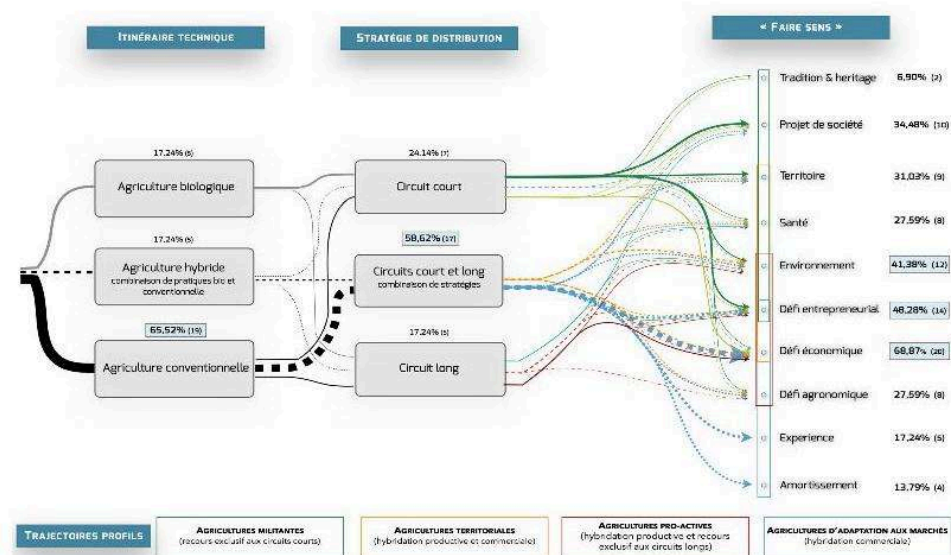 ITINÉRAIRE TECHNIQUE
STRATÉGIE DE DISTRIBUTION
« FAIRE SENS »
17.24% (5)
Agriculture biologique
17.24% (5)
Agriculture hybride
combinaison de pratiques bio et
conventionnelle
65,52% (19)
Agriculture conventionnelle
24.14% (7)
Circuit court
58,62% (17)
Circuits court et long
combinaison de stratégies
17.24% (5)
Circuit long
Tradition & heritage 6,90% (2)
Projet de société 34,48% (10)
Territoire 31,03% (9)
Santé 27.59% (8)
Environnement 41,38% (12)
Défi entrepreneurial 48,28% (14)
Défi économique 68,87% (20)
Défi agronomique 27.59% (8)
Experience 17,24% (5)
Amortissement 13,79% (4)
TRAJECTOIRES PROFILS
AGRICULTURES MILITANTES
(recours exclusif aux circuits courts)
AGRICULTURES TERRITORIALES
(hybridation productive et commerciale)
AGRICULTURES PRO-ACTIVES
(hybridation productive et recours
exclusif aux circuits longs)
AGRICULTURES D'ADAPTATION AUX MARCHÉS
(hybridation commerciale)